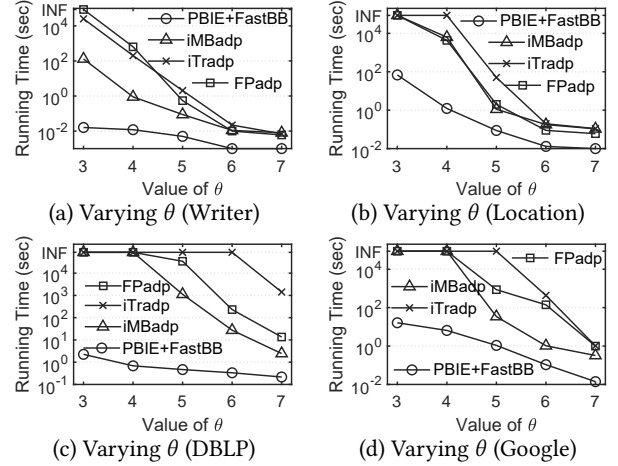 INF
10^4
10^2
10^0
10^-2
Running Time (sec)
PBIE+FastBB
iMBadp
iTradp
FPadp
3 4 5 6 7
Value of θ
(a) Varying θ (Writer)
INF
10^4
10^2
10^0
10^-2
Running Time (sec)
PBIE+FastBB
iMBadp
iTradp
FPadp
3 4 5 6 7
Value of θ
(b) Varying θ (Location)
INF
10^4
10^3
10^2
10^1
10^0
10^-1
Running Time (sec)
FPadp
iTradp
iMBadp
PBIE+FastBB
3 4 5 6 7
Value of θ
(c) Varying θ (DBLP)
INF
10^4
10^2
10^0
10^-2
Running Time (sec)
FPadp
iMBadp
iTradp
PBIE+FastBB
3 4 5 6 7
Value of θ
(d) Varying θ (Google)